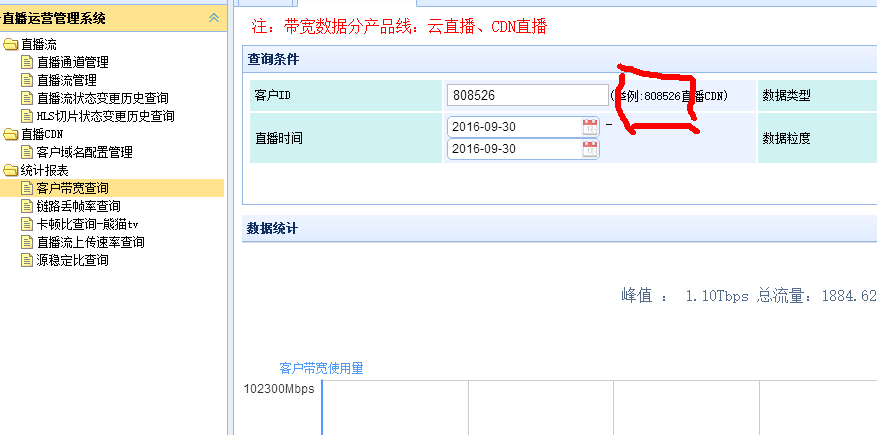 直播运营管理系统
直播流
直播通道管理
直播流管理
直播流状态变更历史查询
HLS切片状态变更历史查询
直播CDN
客户域名配置管理
统计报表
客户带宽查询
链路丢帧率查询
卡顿比查询-熊猫tv
直播流上传速率查询
源稳定比查询
注：带宽数据分产品线：云直播、CDN直播
查询条件
客户ID 808526 (举例:808526直播CDN) 数据类型
直播时间 2016-09-30 - 2016-09-30 数据粒度
数据统计
峰值 ： 1.10Tbps 总流量：1884.62
客户带宽使用量
102300Mbps